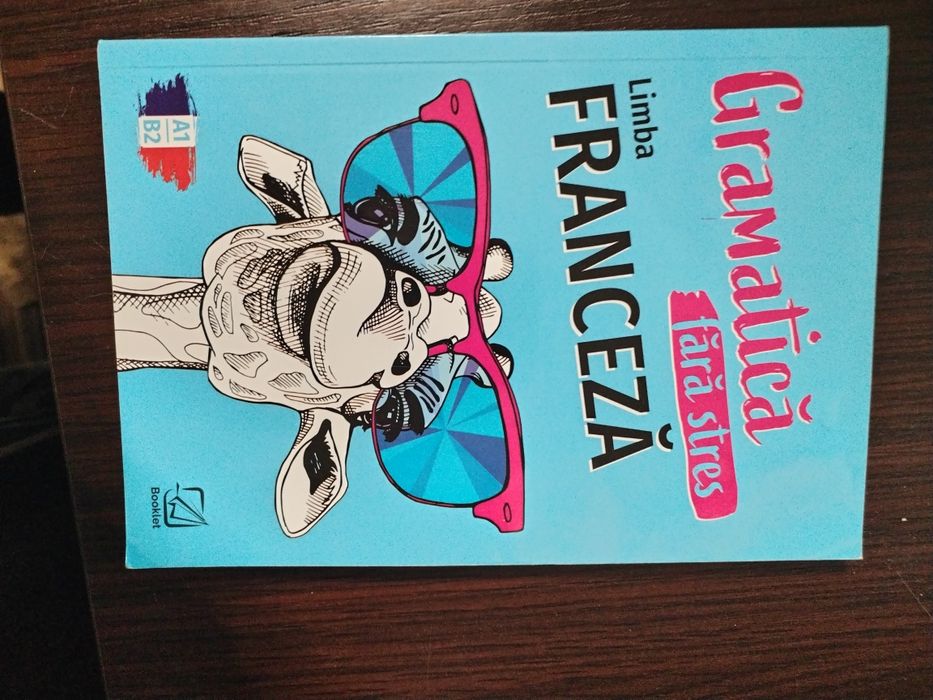 Gramatică
fără stres
Limba
FRANCEZĂ
A1
B2
Booklet